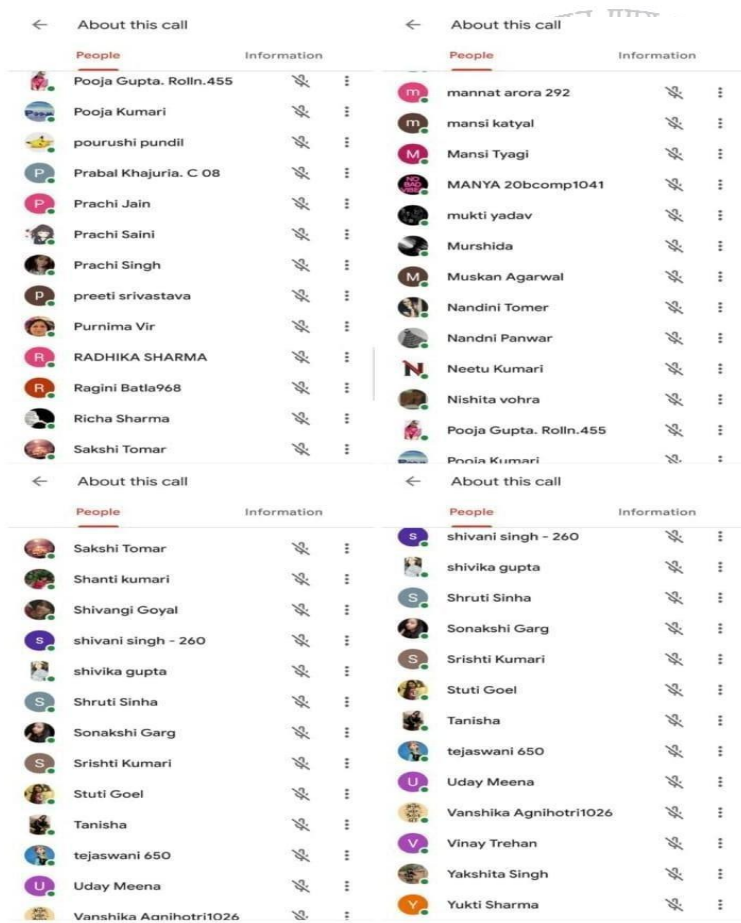 About this call
People Information
Pooja Gupta. Rolln.455
Pooja Kumari
pourushi pundil
P Prabal Khajuria. C 08
P Prachi Jain
Prachi Saini
Prachi Singh
p preeti srivastava
Purnima Vir
R RADHIKA SHARMA
R Ragini Batla968
Richa Sharma
Sakshi Tomar
About this call
People Information
m mannat arora 292
m mansi katyal
M Mansi Tyagi
NO BAD VIBE MANYA 20bcomp1041
mukti yadav
Murshida
M Muskan Agarwal
Nandini Tomer
Nandni Panwar
N Neetu Kumari
Nishita vohra
Pooja Gupta. Rolln.455
Pooja Kumari
About this call
People Information
Sakshi Tomar
Shanti kumari
Shivangi Goyal
s shivani singh - 260
shivika gupta
S Shruti Sinha
Sonakshi Garg
S Srishti Kumari
Stuti Goel
Tanisha
tejaswani 650
U Uday Meena
Vanshika Agnihotri1026
About this call
People Information
s shivani singh - 260
shivika gupta
S Shruti Sinha
Sonakshi Garg
S Srishti Kumari
Stuti Goel
Tanisha
tejaswani 650
U Uday Meena
Vanshika Agnihotri1026
V Vinay Trehan
Yakshita Singh
Y Yukti Sharma